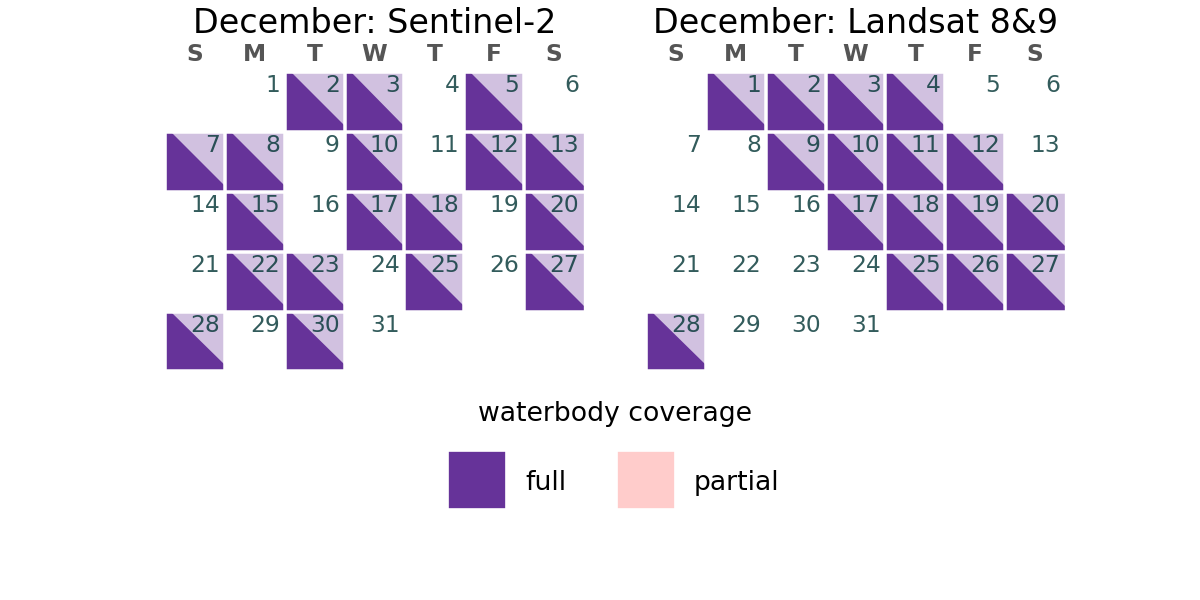 December: Sentinel-2
S M T W T F S
1 2 3 4 5 6
7 8 9 10 11 12 13
14 15 16 17 18 19 20
21 22 23 24 25 26 27
28 29 30 31
December: Landsat 8&9
S M T W T F S
1 2 3 4 5 6
7 8 9 10 11 12 13
14 15 16 17 18 19 20
21 22 23 24 25 26 27
28 29 30 31
waterbody coverage
full partial